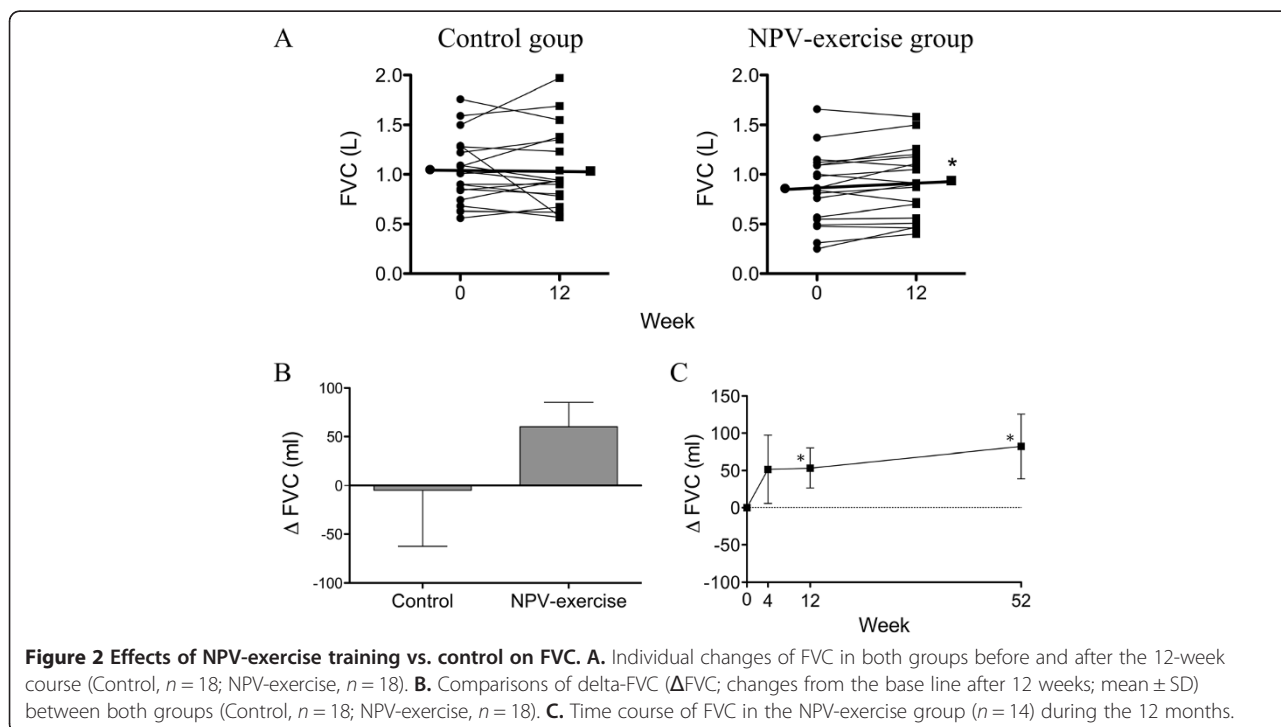 A
Control goup
NPV-exercise group
2.0
1.5
1.0
0.5
0.0
FVC (L)
0
12
2.0
1.5
1.0
0.5
0.0
FVC (L)
*
0
12
Week
B
100
50
0
-50
-100
Δ FVC (ml)
Control
NPV-exercise
C
150
100
50
0
-50
-100
Δ FVC (ml)
*
*
0
4
12
52
Week
Figure 2 Effects of NPV-exercise training vs. control on FVC. A. Individual changes of FVC in both groups before and after the 12-week
course (Control, n = 18; NPV-exercise, n = 18). B. Comparisons of delta-FVC (ΔFVC; changes from the base line after 12 weeks; mean ± SD)
between both groups (Control, n = 18; NPV-exercise, n = 18). C. Time course of FVC in the NPV-exercise group (n = 14) during the 12 months.